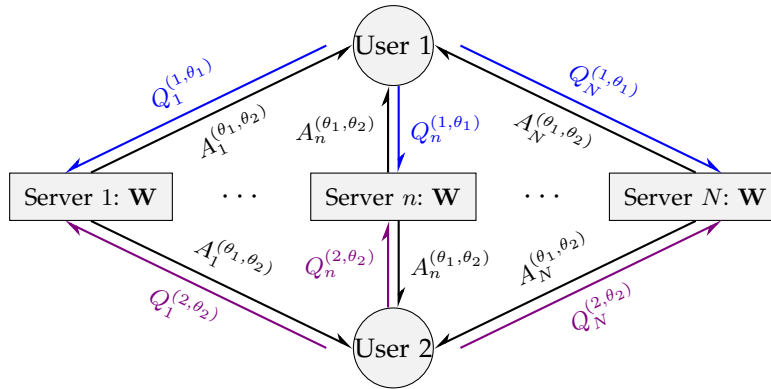 User 1
Q_1^{(1,θ_1)}
Q_N^{(1,θ_1)}
A_1^{(θ_1,θ_2)}
A_n^{(θ_1,θ_2)}
Q_n^{(1,θ_1)}
A_N^{(θ_1,θ_2)}
Server 1: W
· · ·
Server n: W
· · ·
Server N: W
A_1^{(θ_1,θ_2)}
Q_n^{(2,θ_2)}
A_n^{(θ_1,θ_2)}
A_N^{(θ_1,θ_2)}
Q_1^{(2,θ_2)}
Q_N^{(2,θ_2)}
User 2